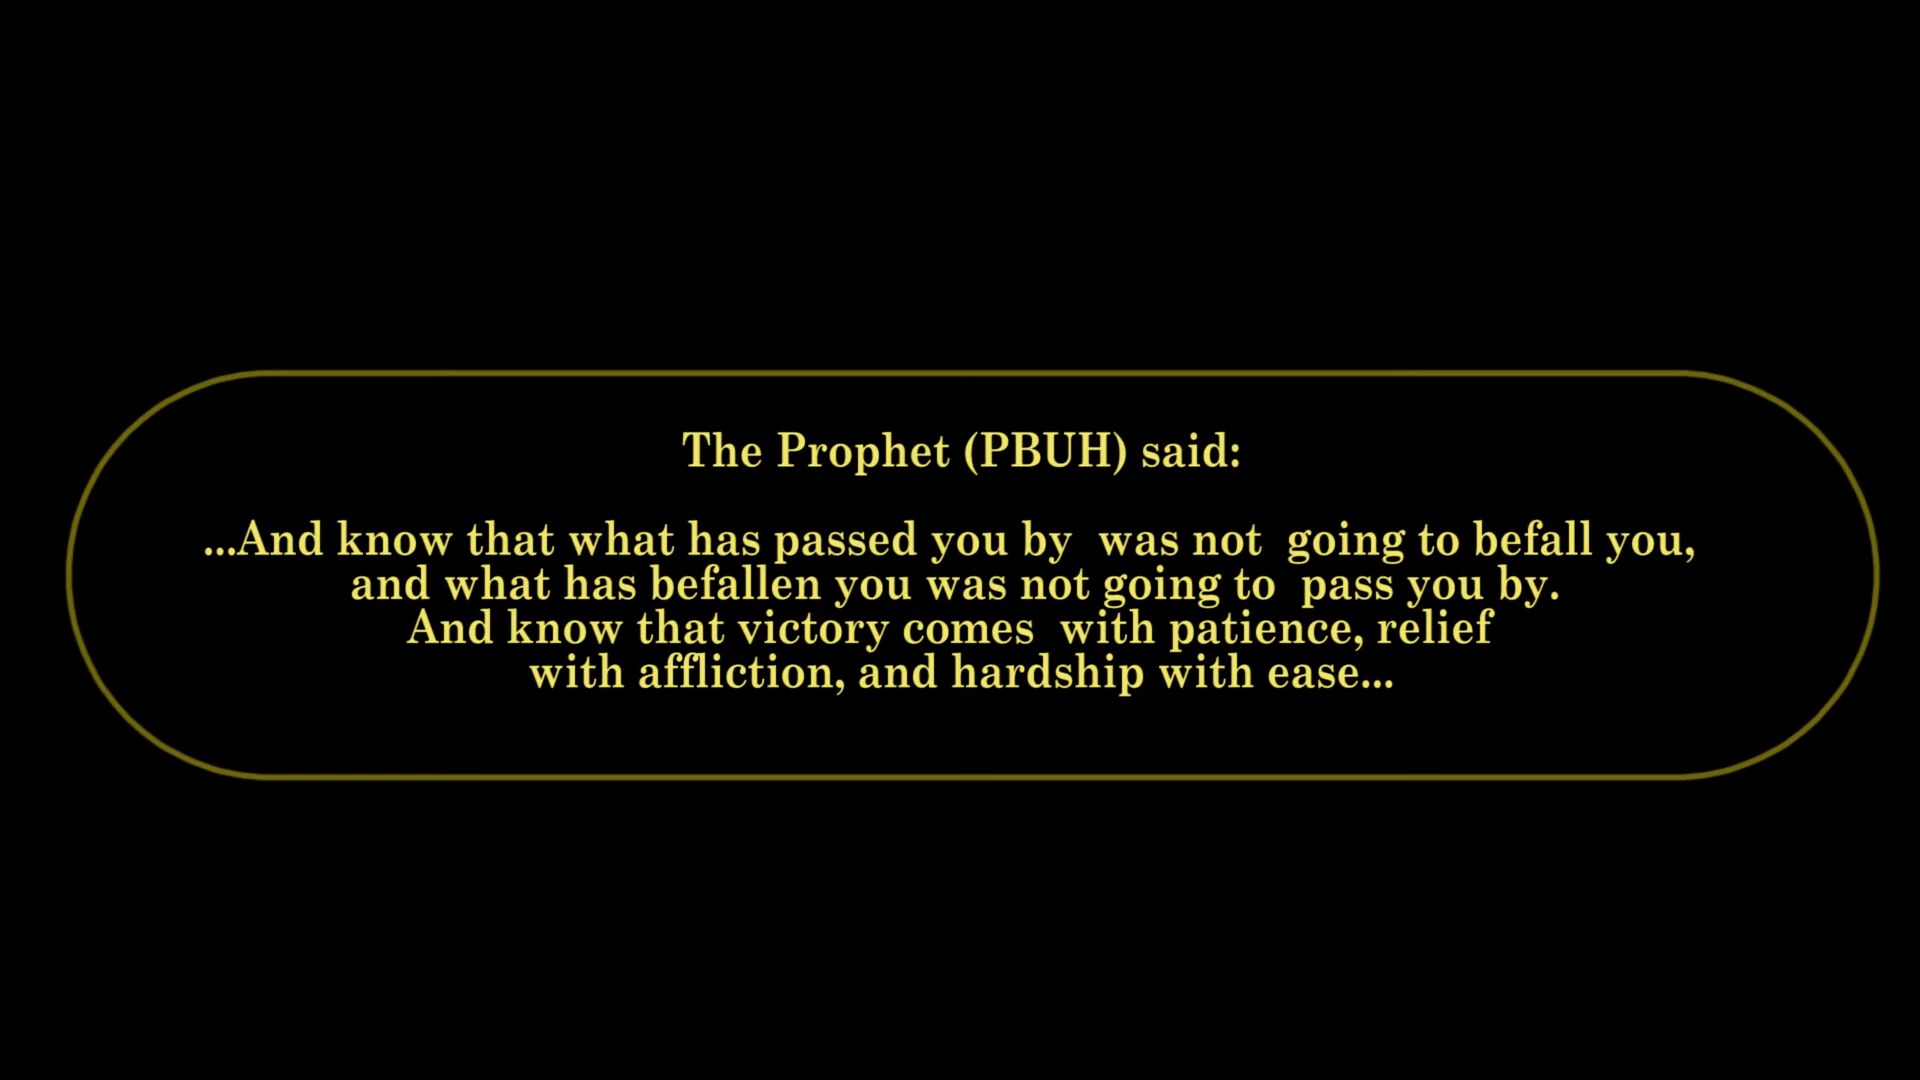 The Prophet (PBUH) said:
...And know that what has passed you by  was not  going to befall you,
and what has befallen you was not going to  pass you by.
And know that victory comes  with patience, relief
with affliction, and hardship with ease...